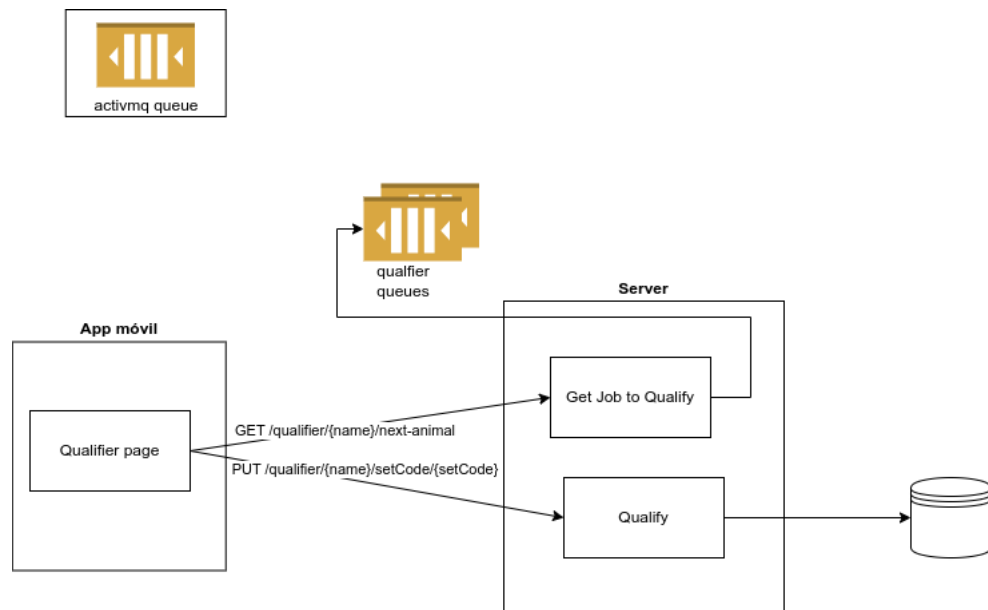 activmq queue
qualfier
queues
Server
App móvil
Get Job to Qualify
GET /qualifier/{name}/next-animal
Qualifier page
PUT /qualifier/{name}/setCode/{setCode}
Qualify